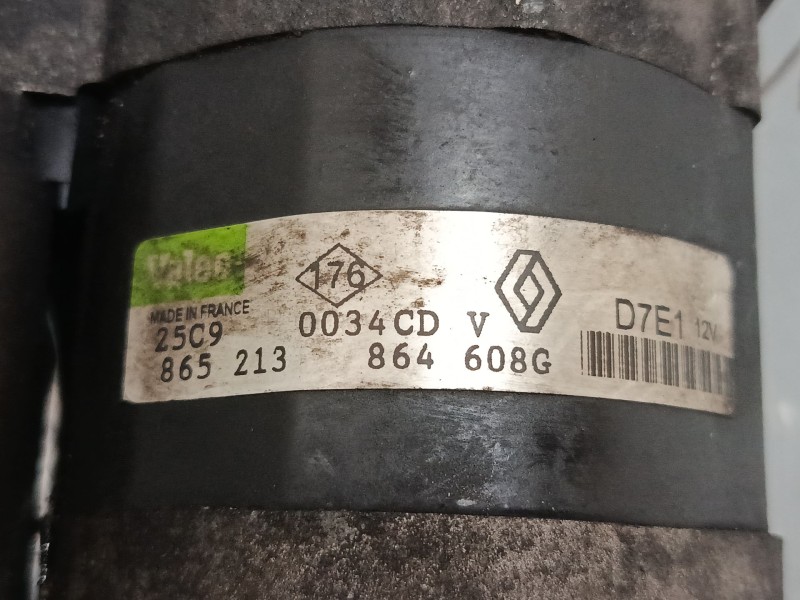 Valeo
176
MADE IN FRANCE
25C9 0034CD V D7E1 12V
865 213 864 608G